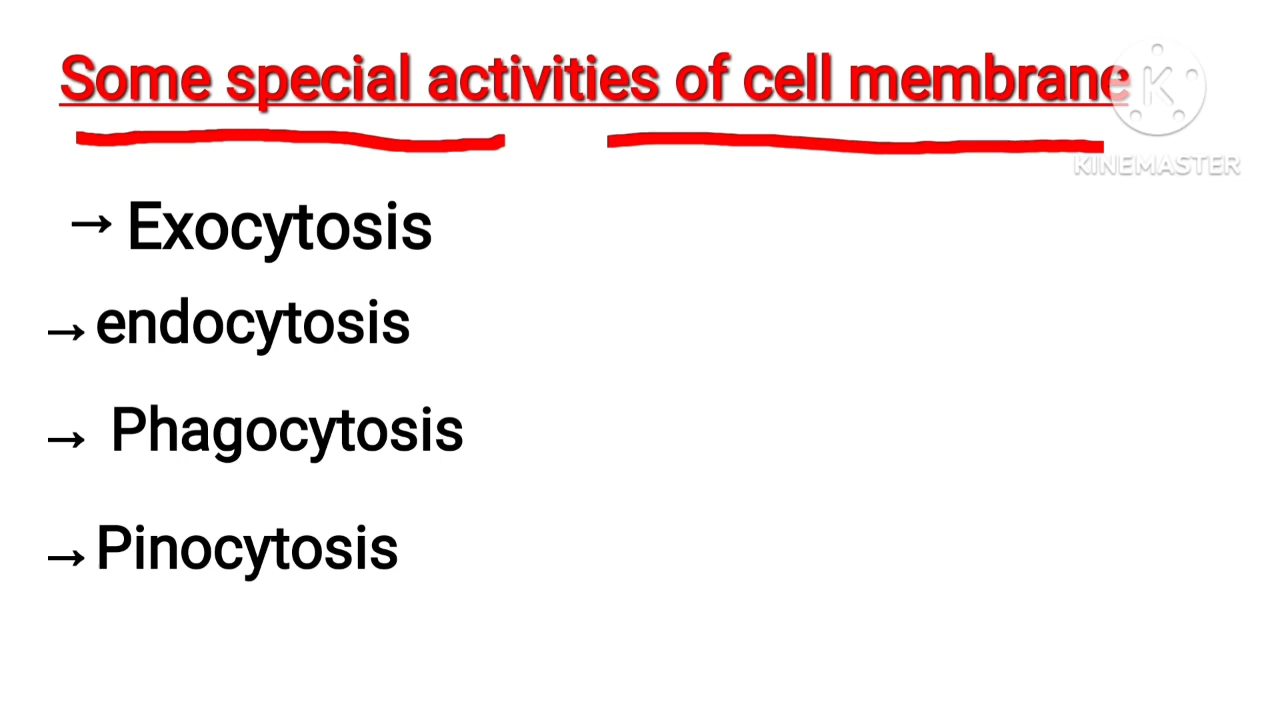 Some special activities of cell membrane
K
KINEMASTER
→ Exocytosis
→ endocytosis
→ Phagocytosis
→ Pinocytosis